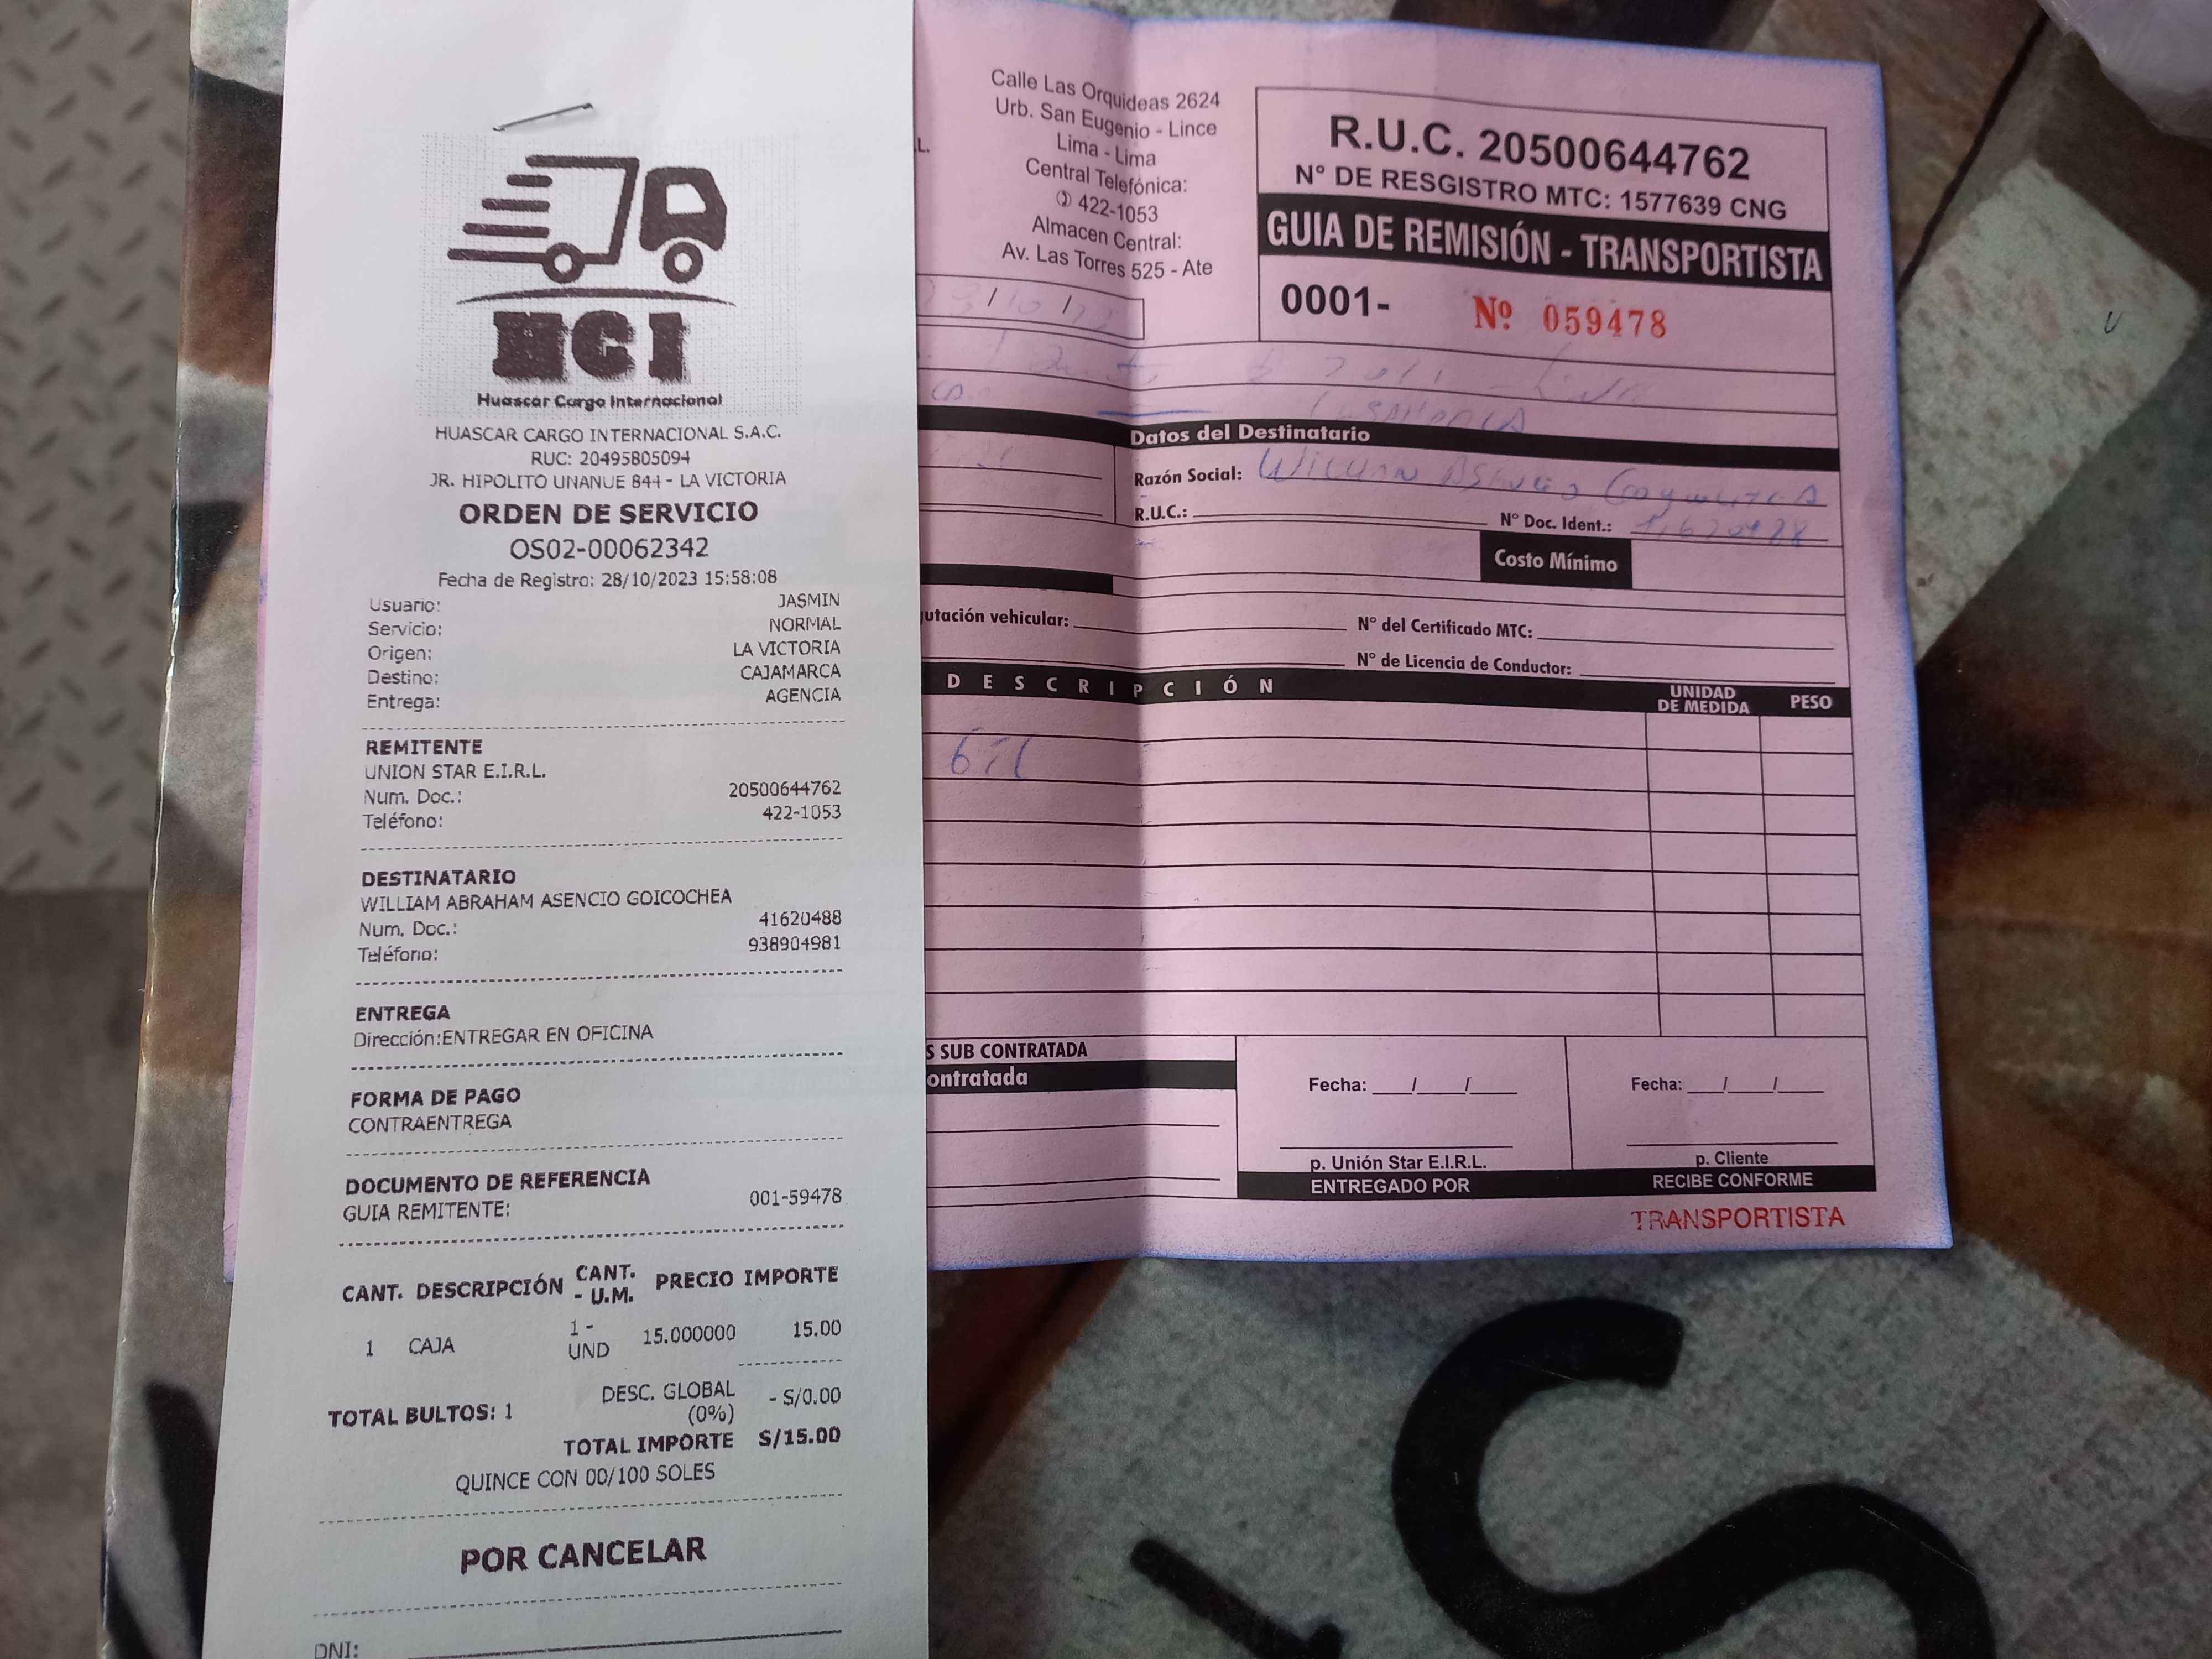 HCI
Huascar Cargo Internacional
HUASCAR CARGO INTERNACIONAL S.A.C.
RUC: 20495805094
JR. HIPOLITO UNANUE 844 - LA VICTORIA
ORDEN DE SERVICIO
OS02-00062342
Fecha de Registro: 28/10/2023 15:58:08
Usuario: JASMIN
Servicio: NORMAL
Origen: LA VICTORIA
Destino: CAJAMARCA
Entrega: AGENCIA
REMITENTE
UNION STAR E.I.R.L.
Num. Doc.: 20500644762
Teléfono: 422-1053
DESTINATARIO
WILLIAM ABRAHAM ASENCIO GOICOCHEA
Num. Doc.: 41620488
Teléfono: 938904981
ENTREGA
Dirección:ENTREGAR EN OFICINA
FORMA DE PAGO
CONTRAENTREGA
DOCUMENTO DE REFERENCIA
GUIA REMITENTE: 001-59478
CANT. DESCRIPCIÓN CANT. - U.M. PRECIO IMPORTE
1 CAJA 1 - UND 15.000000 15.00
DESC. GLOBAL (0%) - S/0.00
TOTAL BULTOS: 1
TOTAL IMPORTE S/15.00
QUINCE CON 00/100 SOLES
POR CANCELAR
DNI:
L.
Calle Las Orquideas 2624
Urb. San Eugenio - Lince
Lima - Lima
Central Telefónica:
422-1053
Almacen Central:
Av. Las Torres 525 - Ate
R.U.C. 20500644762
N° DE RESGISTRO MTC: 1577639 CNG
GUIA DE REMISIÓN - TRANSPORTISTA
0001- Nº 059478
Datos del Destinatario
Razón Social:
R.U.C.: N° Doc. Ident.:
Costo Mínimo
utación vehicular: N° del Certificado MTC:
N° de Licencia de Conductor:
DESCRIPCIÓN UNIDAD DE MEDIDA PESO
S SUB CONTRATADA
ontratada
Fecha: / / Fecha: / /
p. Unión Star E.I.R.L. p. Cliente
ENTREGADO POR RECIBE CONFORME
TRANSPORTISTA